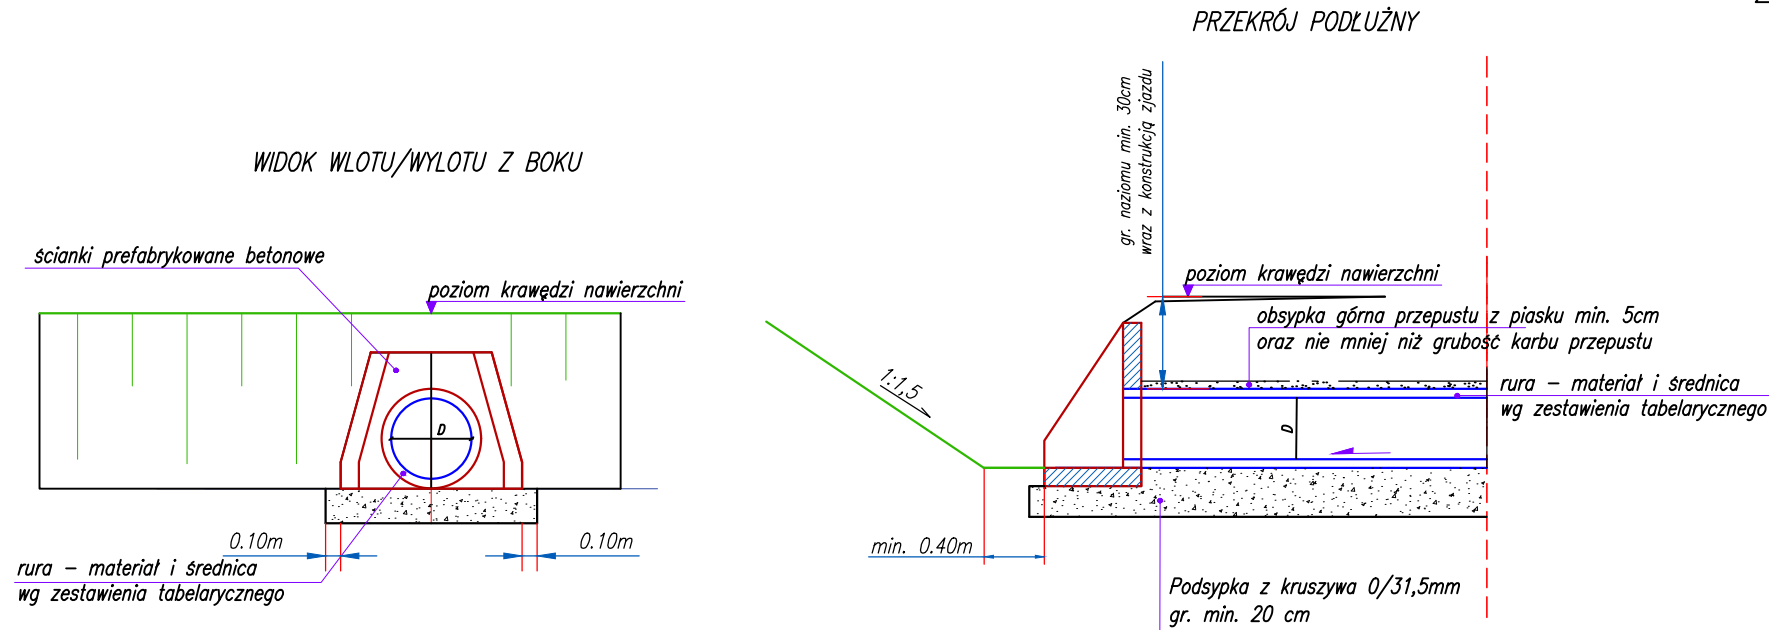 PRZEKRÓJ PODŁUŻNY
WIDOK WLOTU/WYLOTU Z BOKU
ścianki prefabrykowane betonowe
poziom krawędzi nawierzchni
D
0.10m
0.10m
rura – materiał i średnica
wg zestawienia tabelarycznego
gr. naziomu min. 30cm
wraz z konstrukcją zjazdu
poziom krawędzi nawierzchni
obsypka górna przepustu z piasku min. 5cm
oraz nie mniej niż grubość karbu przepustu
1:1,5
rura – materiał i średnica
wg zestawienia tabelarycznego
D
min. 0.40m
Podsypka z kruszywa 0/31,5mm
gr. min. 20 cm